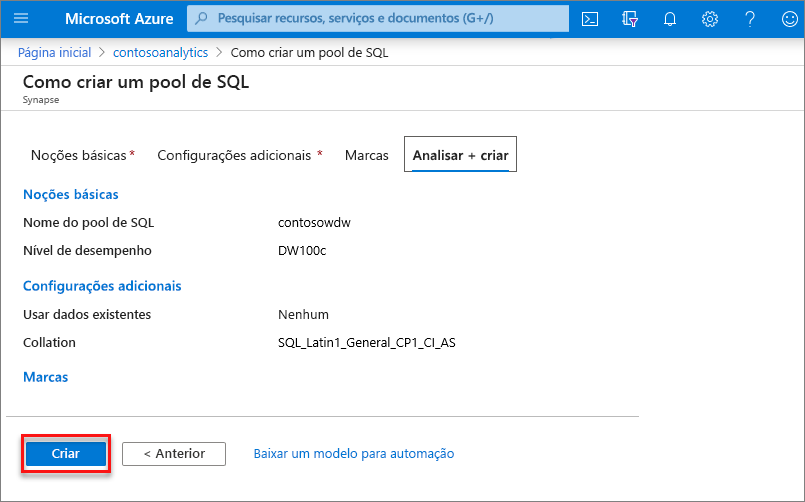 Microsoft Azure
Pesquisar recursos, serviços e documentos (G+/)
Página inicial > contosoanalytics > Como criar um pool de SQL
Como criar um pool de SQL
Synapse
Noções básicas * Configurações adicionais * Marcas Analisar + criar
Noções básicas
Nome do pool de SQL contosowdw
Nível de desempenho DW100c
Configurações adicionais
Usar dados existentes Nenhum
Collation SQL_Latin1_General_CP1_CI_AS
Marcas
Criar < Anterior Baixar um modelo para automação